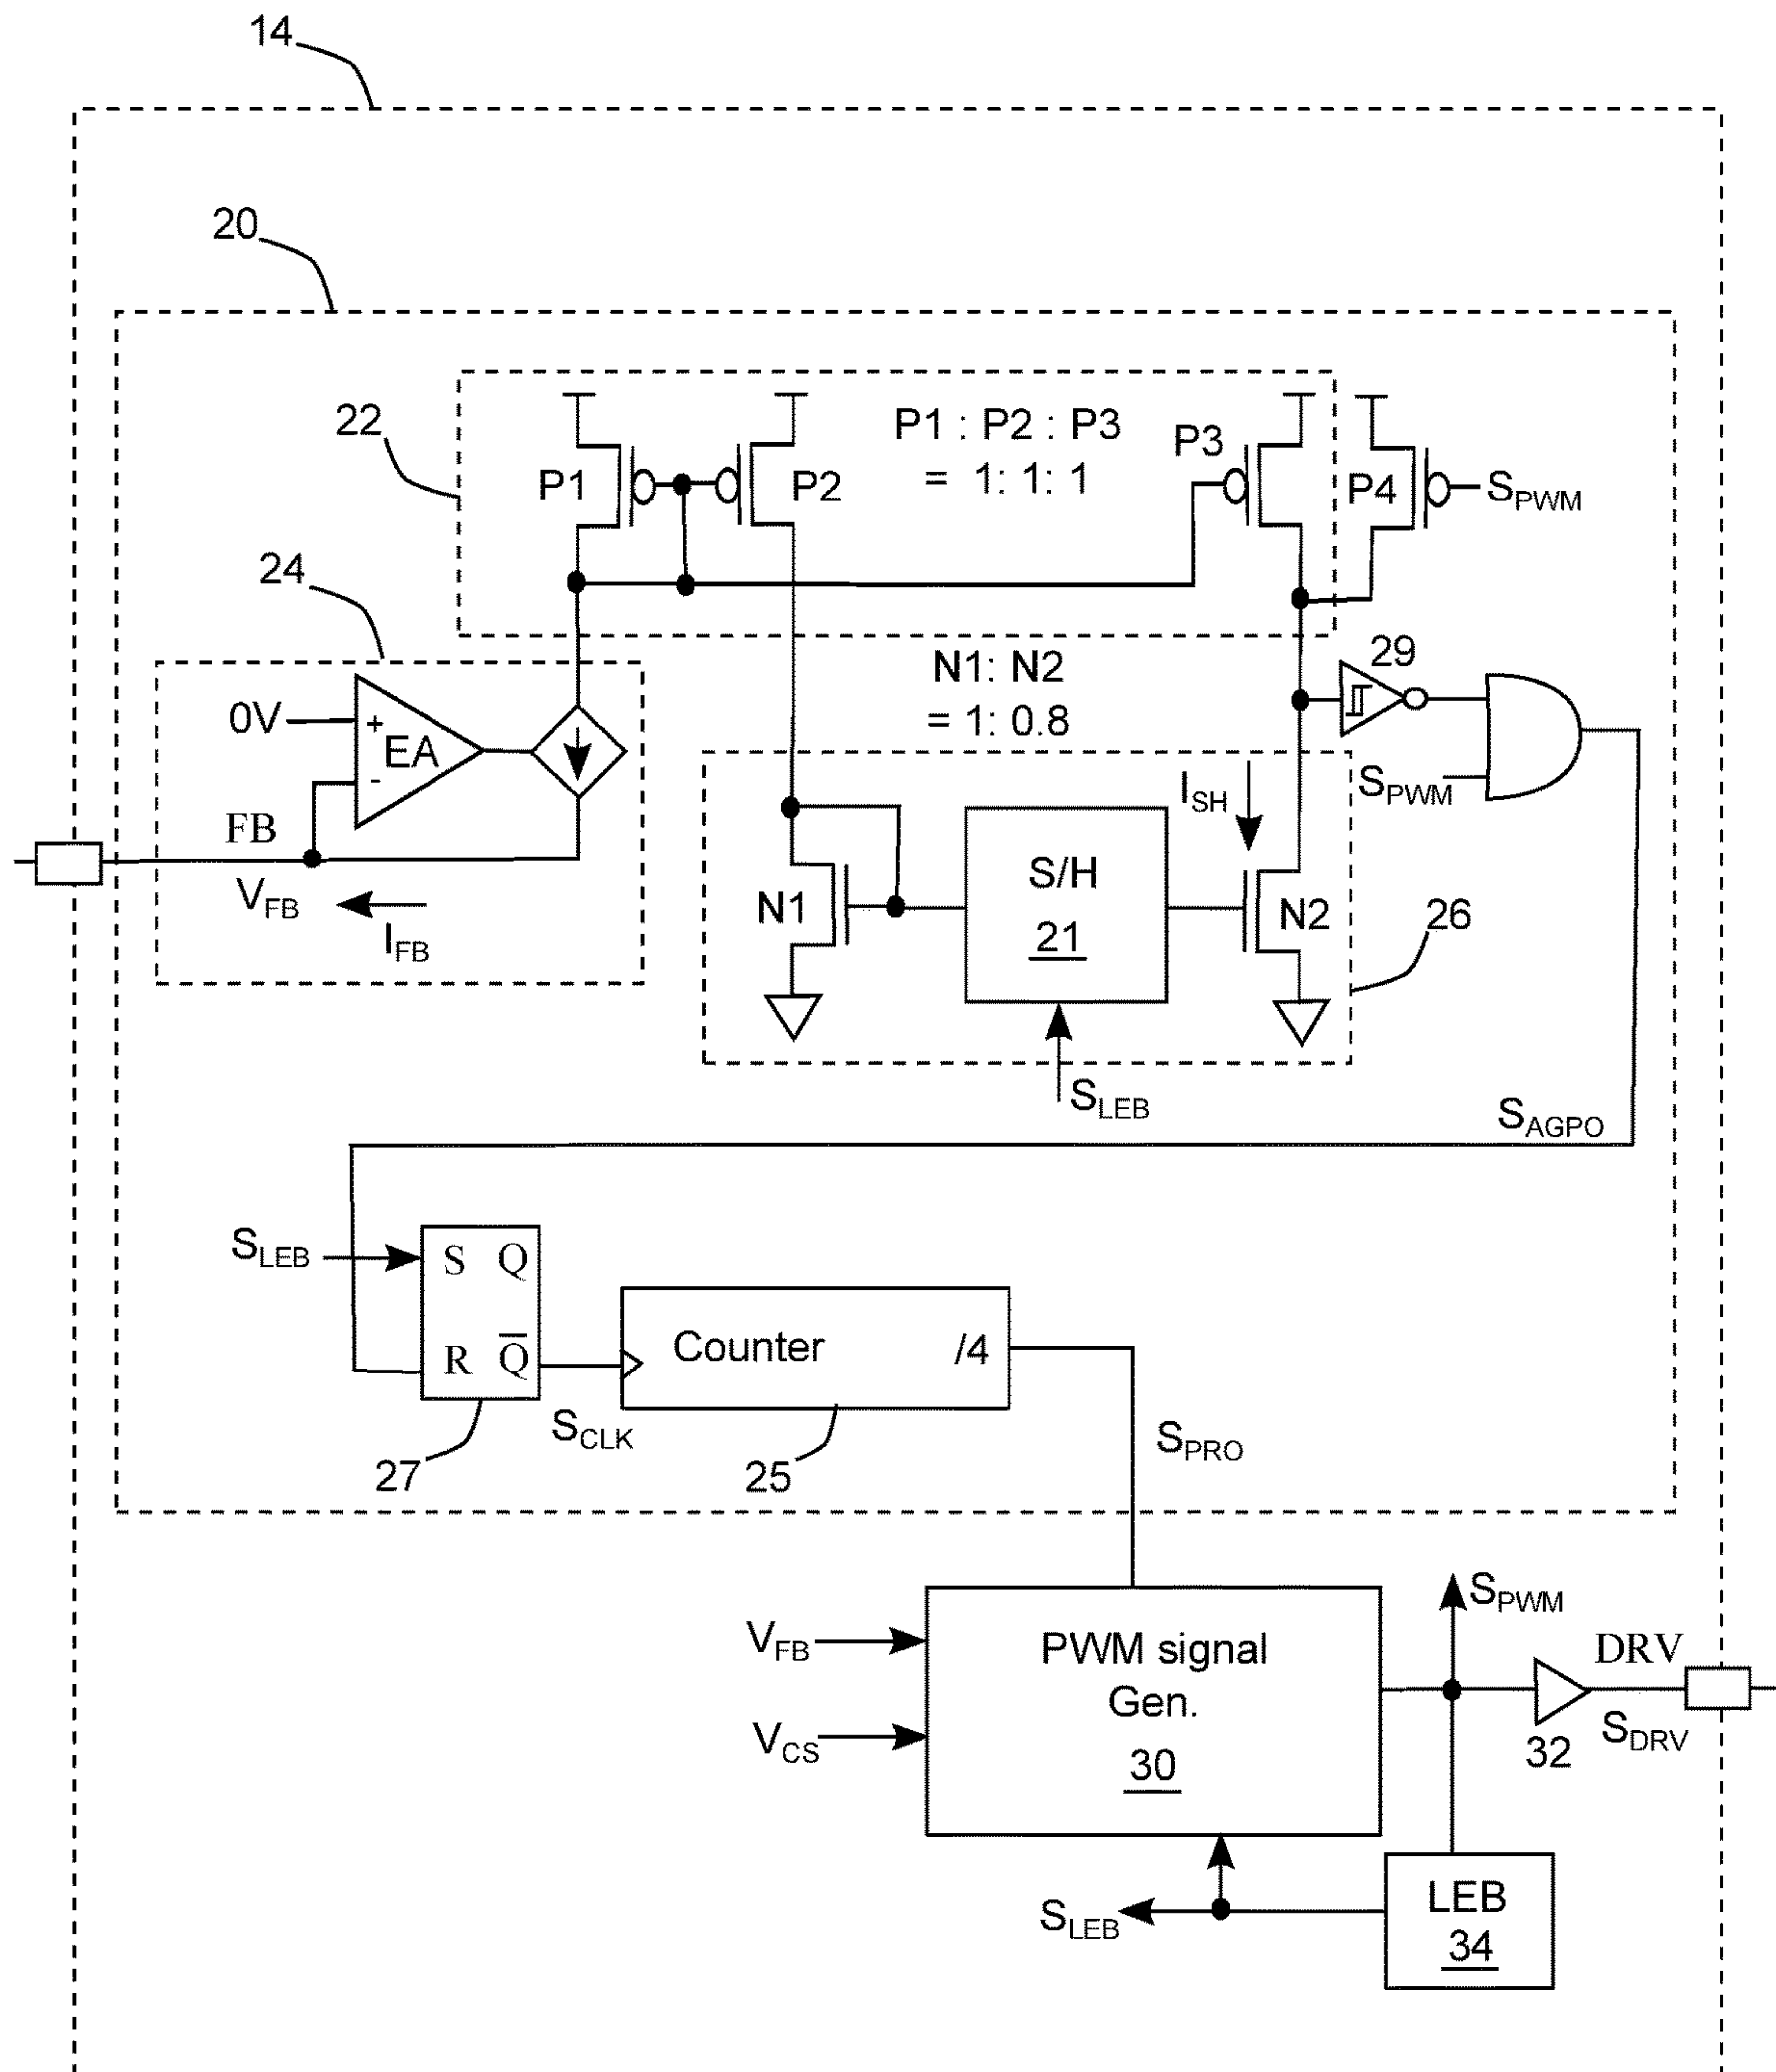 14
20
22
P1
P2
P1 : P2 : P3
= 1: 1: 1
P3
P4
SPWM
24
0V
+
EA
-
FB
VFB
IFB
N1: N2
= 1: 0.8
29
SPWM
ISH
N1
S/H
21
N2
26
SLEB
SAGPO
SLEB
S Q
R Q̅
27
SCLK
Counter /4
25
SPRO
VFB
VCS
PWM signal
Gen.
30
SPWM
DRV
32
SDRV
SLEB
LEB
34